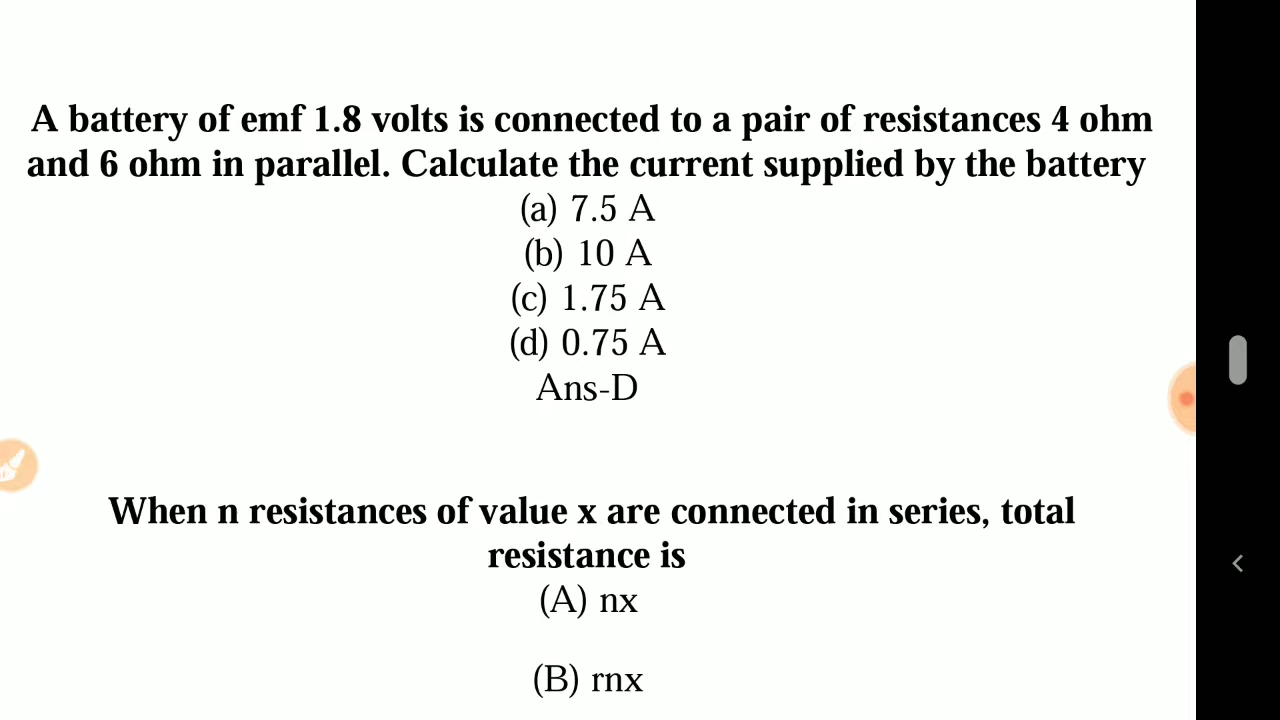 A battery of emf 1.8 volts is connected to a pair of resistances 4 ohm
and 6 ohm in parallel. Calculate the current supplied by the battery
(a) 7.5 A
(b) 10 A
(c) 1.75 A
(d) 0.75 A
Ans-D
When n resistances of value x are connected in series, total
resistance is
(A) nx
(B) rnx